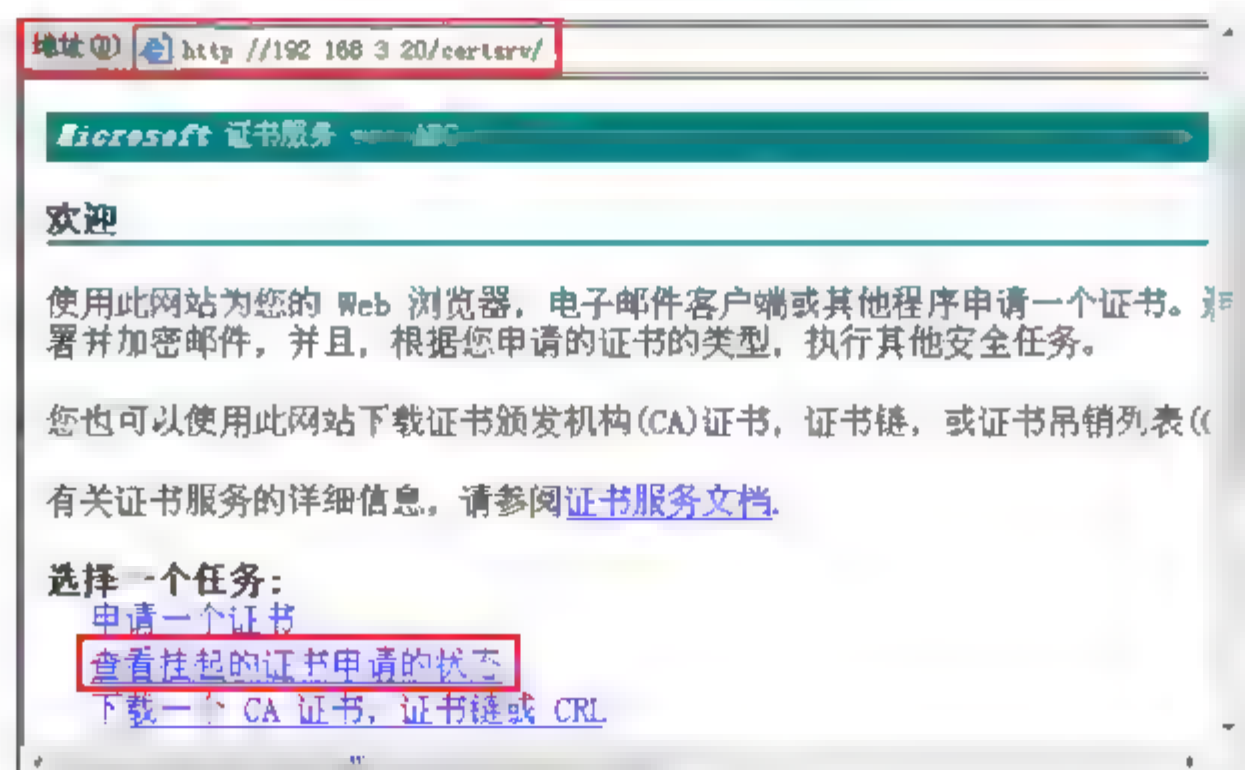 地址(D) http //192 168 3 20/certsrv/
Microsoft 证书服务 -- ABC
欢迎
使用此网站为您的 Web 浏览器，电子邮件客户端或其他程序申请一个证书。
署并加密邮件，并且，根据您申请的证书的类型，执行其他安全任务。
您也可以使用此网站下载证书颁发机构(CA)证书，证书链，或证书吊销列表(
有关证书服务的详细信息，请参阅证书服务文档.
选择一个任务:
申请一个证书
查看挂起的证书申请的状态
下载一个 CA 证书，证书链或 CRL